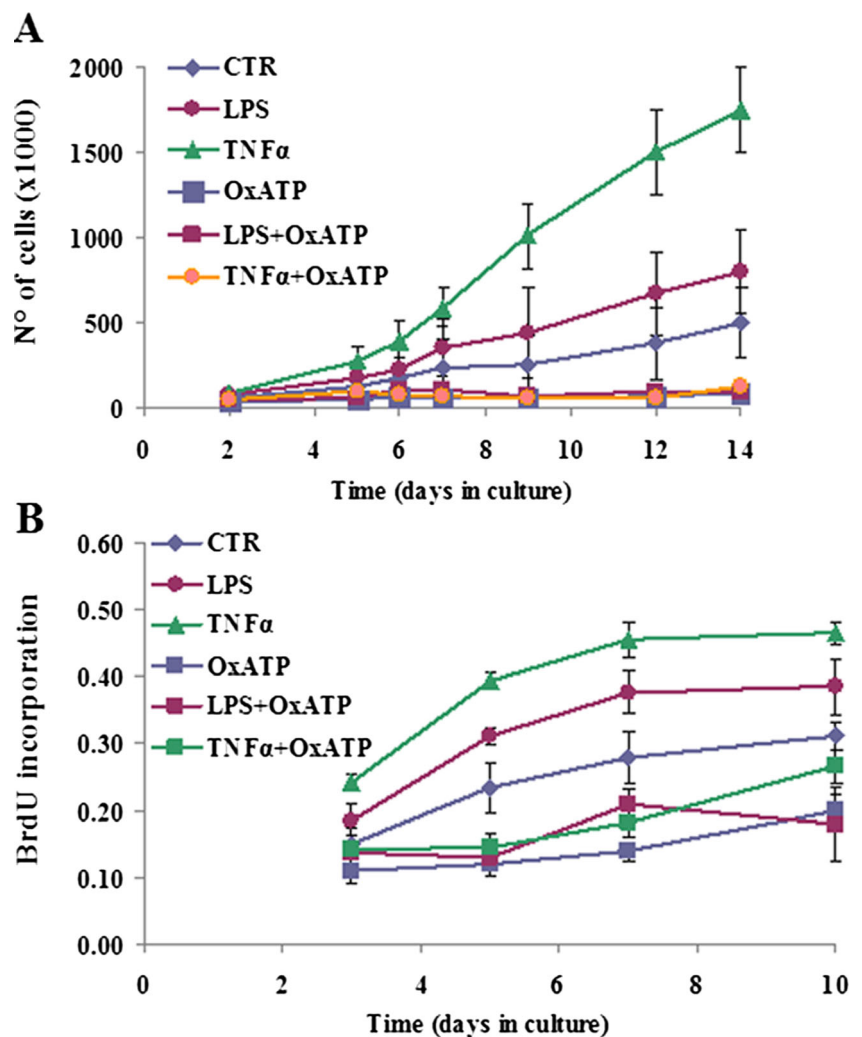 A
2000
1500
1000
500
0
N° of cells (x1000)
CTR
LPS
TNFα
OxATP
LPS+OxATP
TNFα+OxATP
0 2 4 6 8 10 12 14
Time (days in culture)
B
0.60
0.50
0.40
0.30
0.20
0.10
0.00
BrdU incorporation
CTR
LPS
TNFα
OxATP
LPS+OxATP
TNFα+OxATP
0 2 4 6 8 10
Time (days in culture)